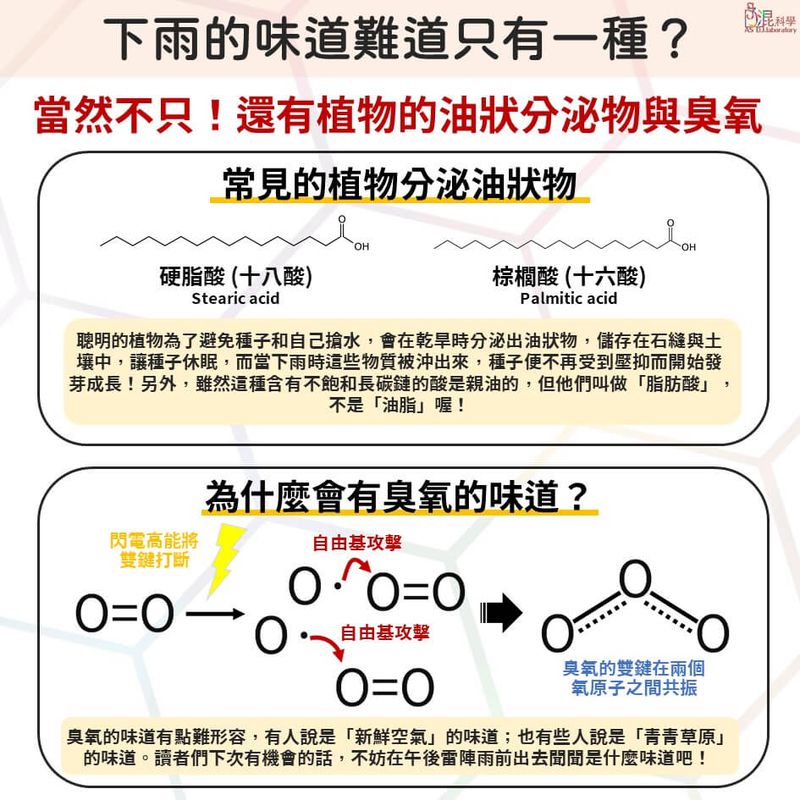 下雨的味道難道只有一種？
混科學
AS U laboratory
當然不只！還有植物的油狀分泌物與臭氧
常見的植物分泌油狀物
O
OH
硬脂酸 (十八酸)
Stearic acid
O
OH
棕櫚酸 (十六酸)
Palmitic acid
聰明的植物為了避免種子和自己搶水，會在乾旱時分泌出油狀物，儲存在石縫與土
壤中，讓種子休眠，而當下雨時這些物質被沖出來，種子便不再受到壓抑而開始發
芽成長！另外，雖然這種含有不飽和長碳鏈的酸是親油的，但他們叫做「脂肪酸」，
不是「油脂」喔！
為什麼會有臭氧的味道？
閃電高能將
雙鍵打斷
O=O
自由基攻擊
O · O=O
O ·
自由基攻擊
O=O
O
O O
臭氧的雙鍵在兩個
氧原子之間共振
臭氧的味道有點難形容，有人說是「新鮮空氣」的味道；也有些人說是「青青草原」
的味道。讀者們下次有機會的話，不妨在午後雷陣雨前出去聞聞是什麼味道吧！